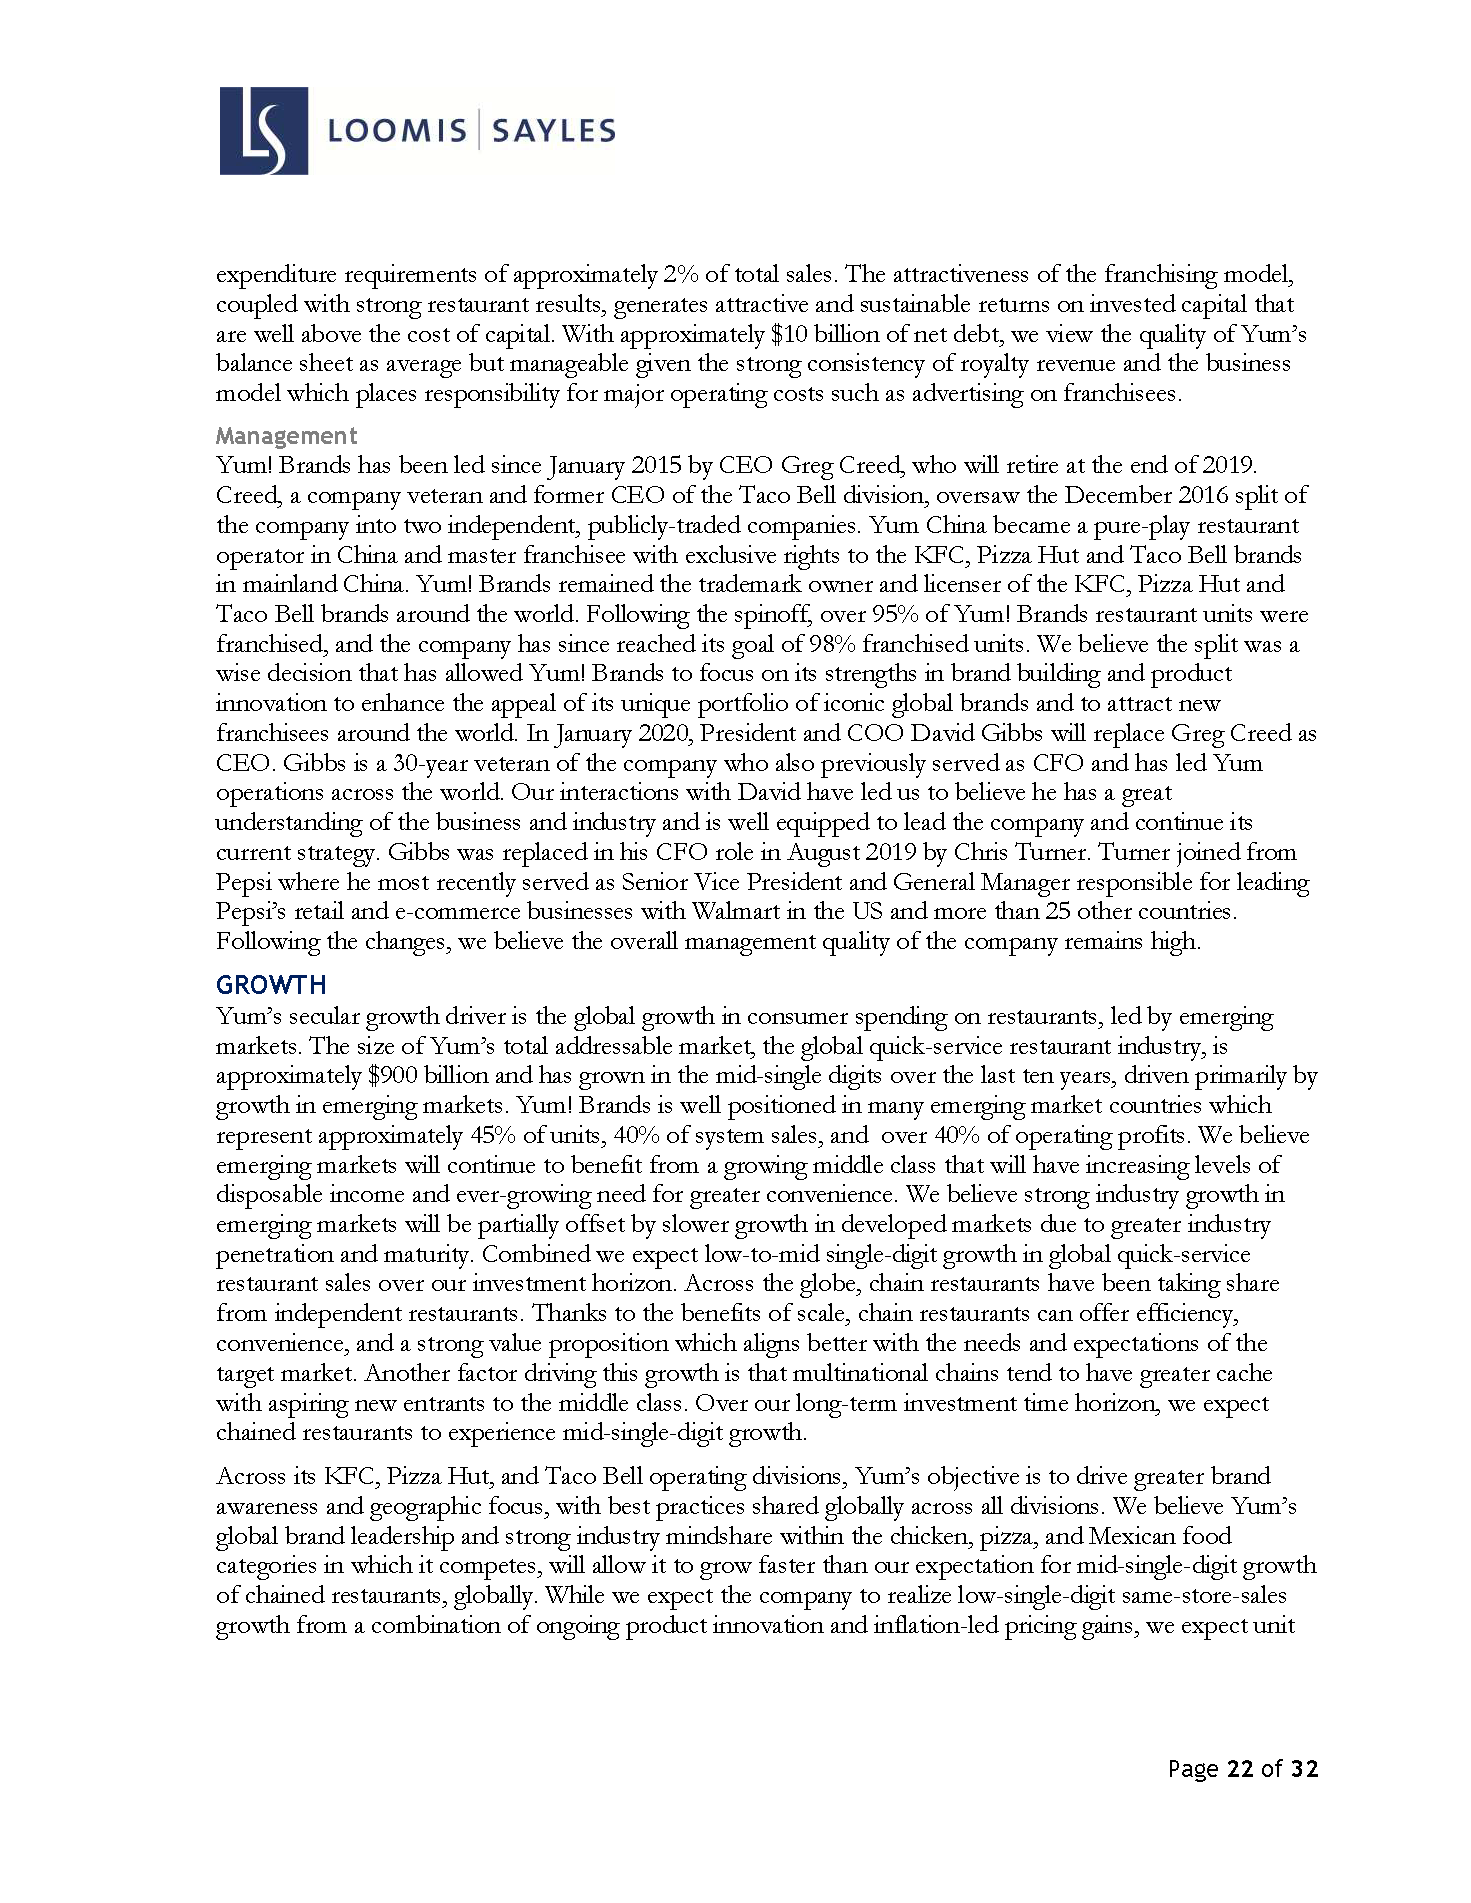 LS LOOMIS | SAYLES
expenditure requirements of approximately 2% of total sales. The attractiveness of the franchising model,
coupled with strong restaurant results, generates attractive and sustainable returns on invested capital that
are well above the cost of capital. With approximately $10 billion of net debt, we view the quality of Yum’s
balance sheet as average but manageable given the strong consistency of royalty revenue and the business
model which places responsibility for major operating costs such as advertising on franchisees.
Management
Yum! Brands has been led since January 2015 by CEO Greg Creed, who will retire at the end of 2019.
Creed, a company veteran and former CEO of the Taco Bell division, oversaw the December 2016 split of
the company into two independent, publicly-traded companies. Yum China became a pure-play restaurant
operator in China and master franchisee with exclusive rights to the KFC, Pizza Hut and Taco Bell brands
in mainland China. Yum! Brands remained the trademark owner and licenser of the KFC, Pizza Hut and
Taco Bell brands around the world. Following the spinoff, over 95% of Yum! Brands restaurant units were
franchised, and the company has since reached its goal of 98% franchised units. We believe the split was a
wise decision that has allowed Yum! Brands to focus on its strengths in brand building and product
innovation to enhance the appeal of its unique portfolio of iconic global brands and to attract new
franchisees around the world. In January 2020, President and COO David Gibbs will replace Greg Creed as
CEO. Gibbs is a 30-year veteran of the company who also previously served as CFO and has led Yum
operations across the world. Our interactions with David have led us to believe he has a great
understanding of the business and industry and is well equipped to lead the company and continue its
current strategy. Gibbs was replaced in his CFO role in August 2019 by Chris Turner. Turner joined from
Pepsi where he most recently served as Senior Vice President and General Manager responsible for leading
Pepsi’s retail and e-commerce businesses with Walmart in the US and more than 25 other countries.
Following the changes, we believe the overall management quality of the company remains high.
GROWTH
Yum’s secular growth driver is the global growth in consumer spending on restaurants, led by emerging
markets. The size of Yum’s total addressable market, the global quick-service restaurant industry, is
approximately $900 billion and has grown in the mid-single digits over the last ten years, driven primarily by
growth in emerging markets. Yum! Brands is well positioned in many emerging market countries which
represent approximately 45% of units, 40% of system sales, and over 40% of operating profits. We believe
emerging markets will continue to benefit from a growing middle class that will have increasing levels of
disposable income and ever-growing need for greater convenience. We believe strong industry growth in
emerging markets will be partially offset by slower growth in developed markets due to greater industry
penetration and maturity. Combined we expect low-to-mid single-digit growth in global quick-service
restaurant sales over our investment horizon. Across the globe, chain restaurants have been taking share
from independent restaurants. Thanks to the benefits of scale, chain restaurants can offer efficiency,
convenience, and a strong value proposition which aligns better with the needs and expectations of the
target market. Another factor driving this growth is that multinational chains tend to have greater cache
with aspiring new entrants to the middle class. Over our long-term investment time horizon, we expect
chained restaurants to experience mid-single-digit growth.
Across its KFC, Pizza Hut, and Taco Bell operating divisions, Yum’s objective is to drive greater brand
awareness and geographic focus, with best practices shared globally across all divisions. We believe Yum’s
global brand leadership and strong industry mindshare within the chicken, pizza, and Mexican food
categories in which it competes, will allow it to grow faster than our expectation for mid-single-digit growth
of chained restaurants, globally. While we expect the company to realize low-single-digit same-store-sales
growth from a combination of ongoing product innovation and inflation-led pricing gains, we expect unit
Page 22 of 32